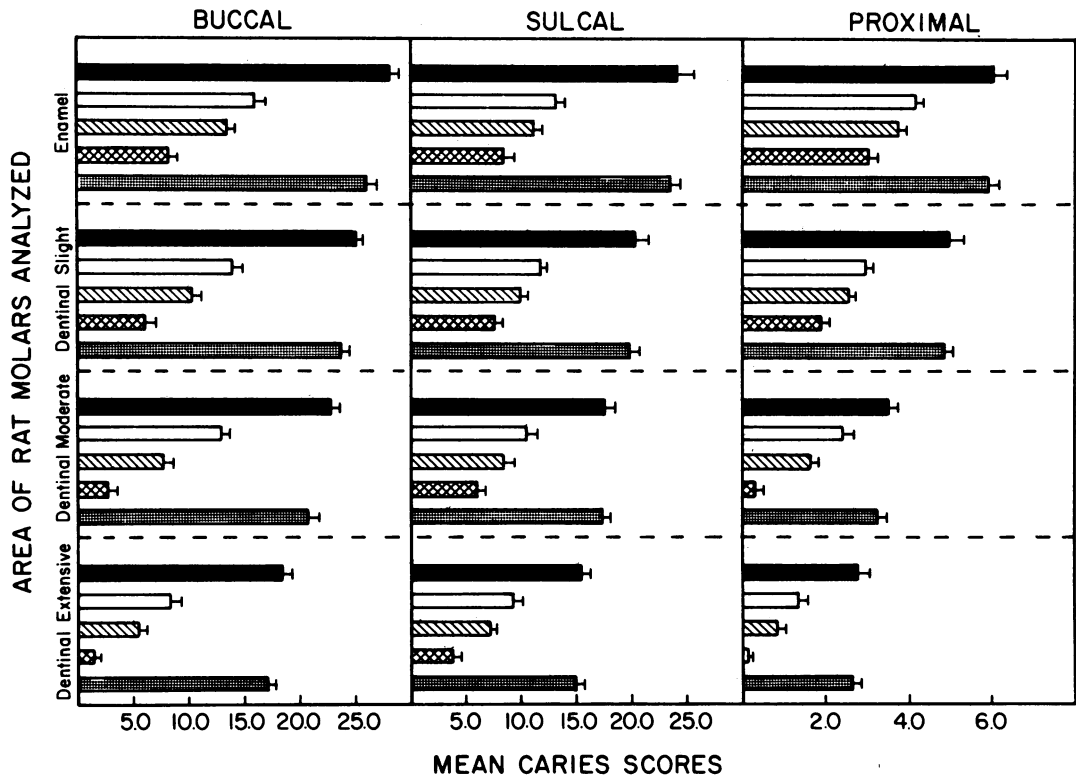 BUCCAL SULCAL PROXIMAL
AREA OF RAT MOLARS ANALYZED
Enamel
Dentinal Slight
Dentinal Moderate
Dentinal Extensive
5.0 10.0 15.0 20.0 25.0 5.0 10.0 15.0 20.0 25.0 2.0 4.0 6.0
MEAN CARIES SCORES